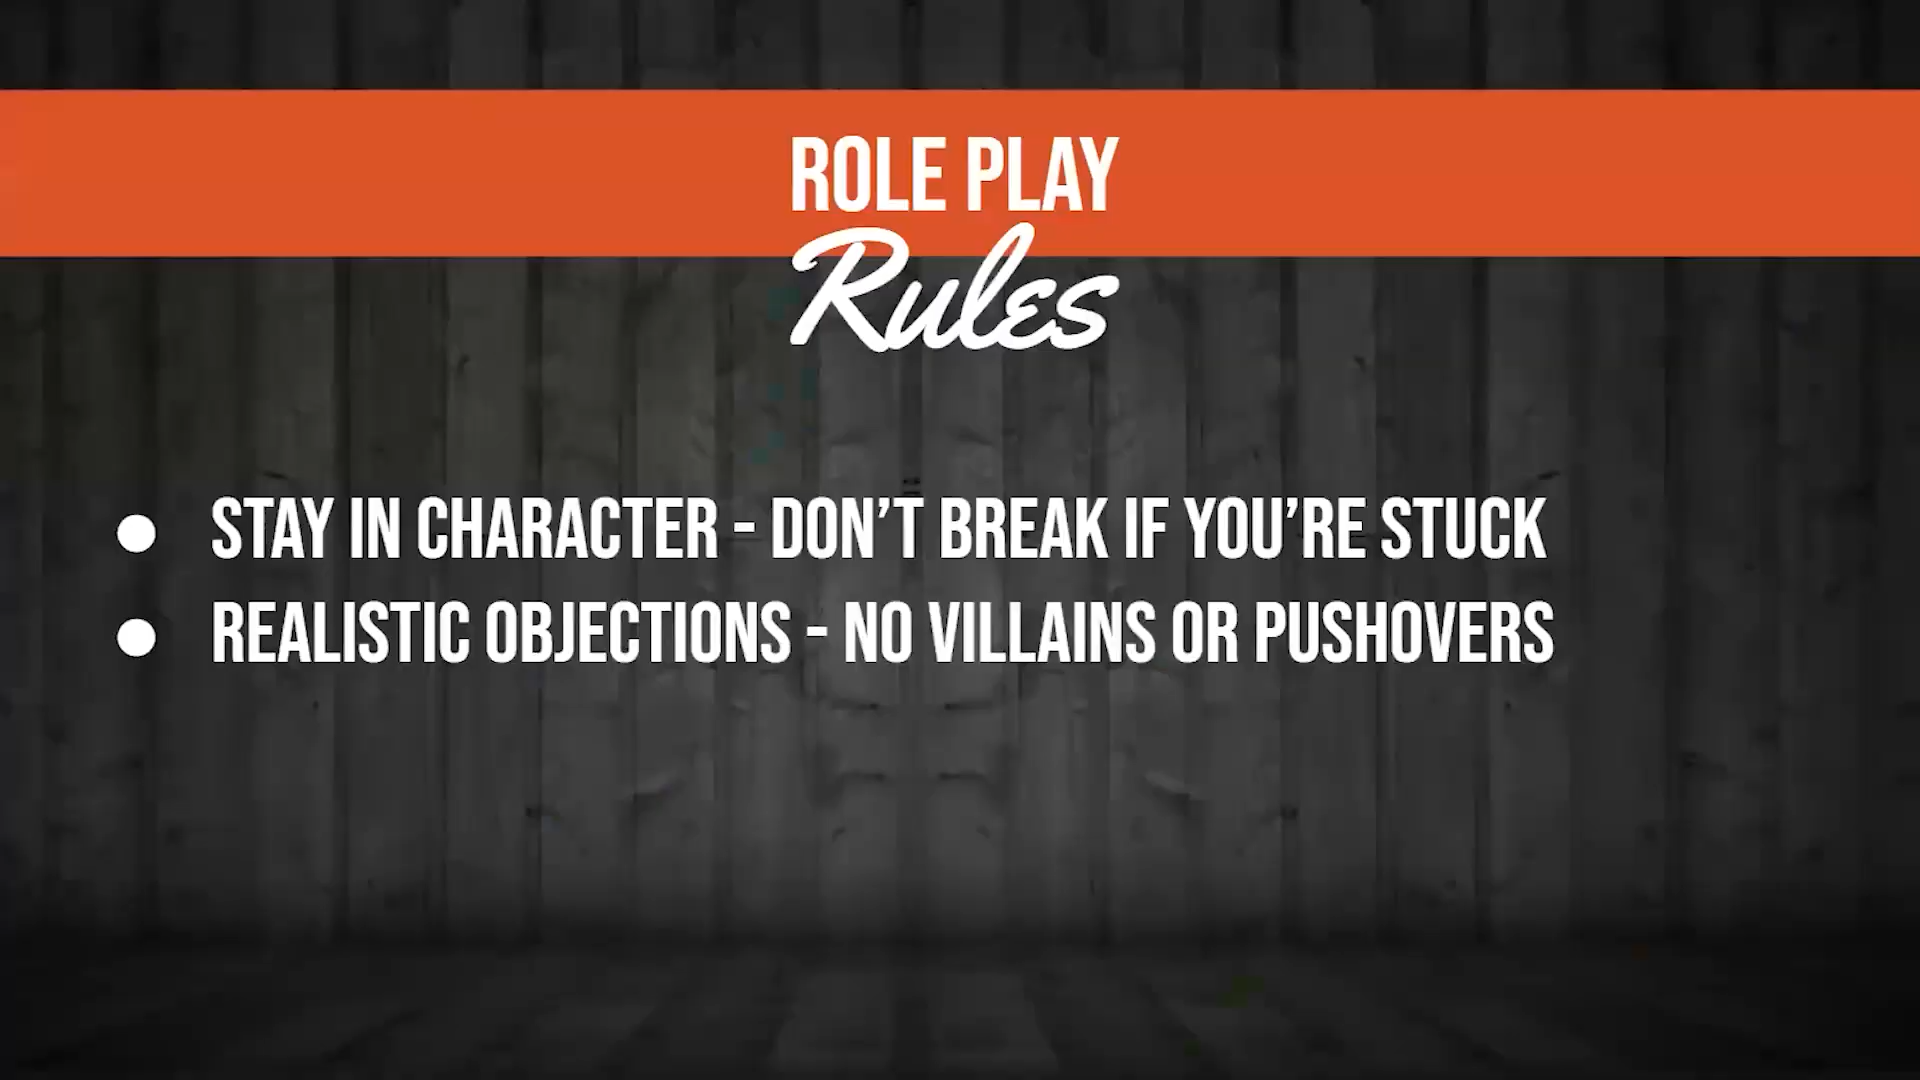 ROLE PLAY
Rules
● STAY IN CHARACTER - DON'T BREAK IF YOU'RE STUCK
● REALISTIC OBJECTIONS - NO VILLAINS OR PUSHOVERS